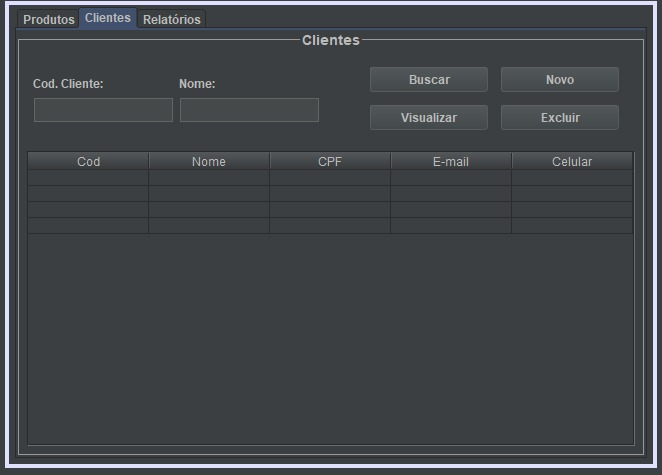 Produtos Clientes Relatórios
Clientes
Cod. Cliente: Nome: Buscar Novo
Visualizar Excluir
Cod Nome CPF E-mail Celular